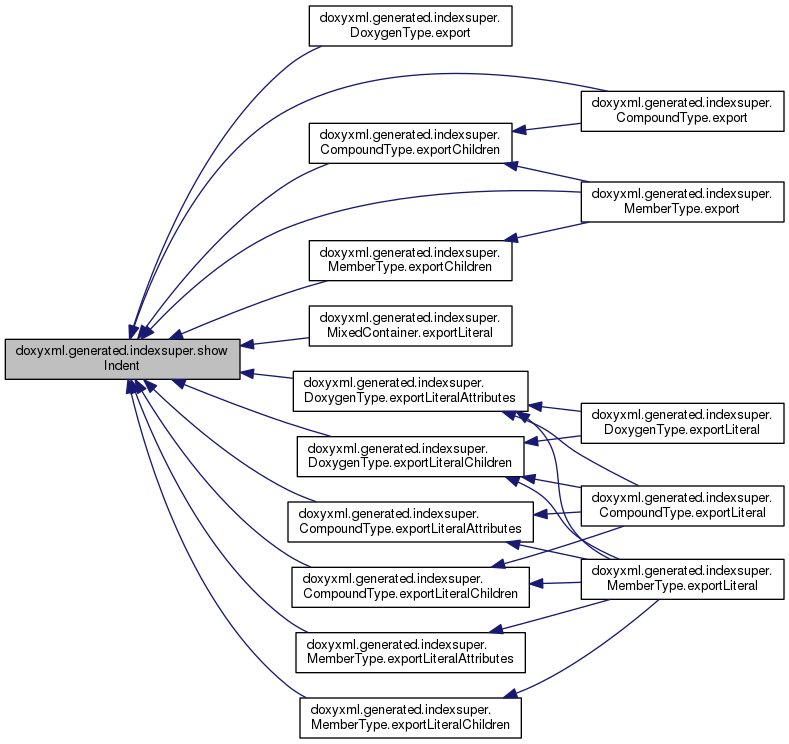 doxyxml.generated.indexsuper.show
Indent
doxyxml.generated.indexsuper.
DoxygenType.export
doxyxml.generated.indexsuper.
CompoundType.exportChildren
doxyxml.generated.indexsuper.
MemberType.exportChildren
doxyxml.generated.indexsuper.
MixedContainer.exportLiteral
doxyxml.generated.indexsuper.
DoxygenType.exportLiteralAttributes
doxyxml.generated.indexsuper.
DoxygenType.exportLiteralChildren
doxyxml.generated.indexsuper.
CompoundType.exportLiteralAttributes
doxyxml.generated.indexsuper.
CompoundType.exportLiteralChildren
doxyxml.generated.indexsuper.
MemberType.exportLiteralAttributes
doxyxml.generated.indexsuper.
MemberType.exportLiteralChildren
doxyxml.generated.indexsuper.
CompoundType.export
doxyxml.generated.indexsuper.
MemberType.export
doxyxml.generated.indexsuper.
DoxygenType.exportLiteral
doxyxml.generated.indexsuper.
CompoundType.exportLiteral
doxyxml.generated.indexsuper.
MemberType.exportLiteral